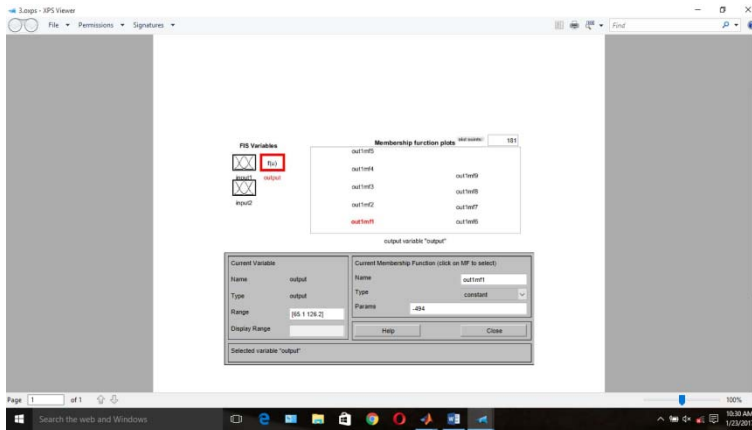 3.oxps - XPS Viewer
File Permissions Signatures
Find
FIS Variables
Membership function plots plot points: 181
f(u)
input1 output
input2
out1mf5
out1mf4
out1mf3
out1mf2
out1mf1
out1mf9
out1mf8
out1mf7
out1mf6
output variable "output"
Current Variable
Name output
Type output
Range [65.1 126.2]
Display Range
Current Membership Function (click on MF to select)
Name out1mf1
Type constant
Params -494
Help Close
Selected variable "output"
Page 1 of 1 100%
Search the web and Windows
10:30 AM